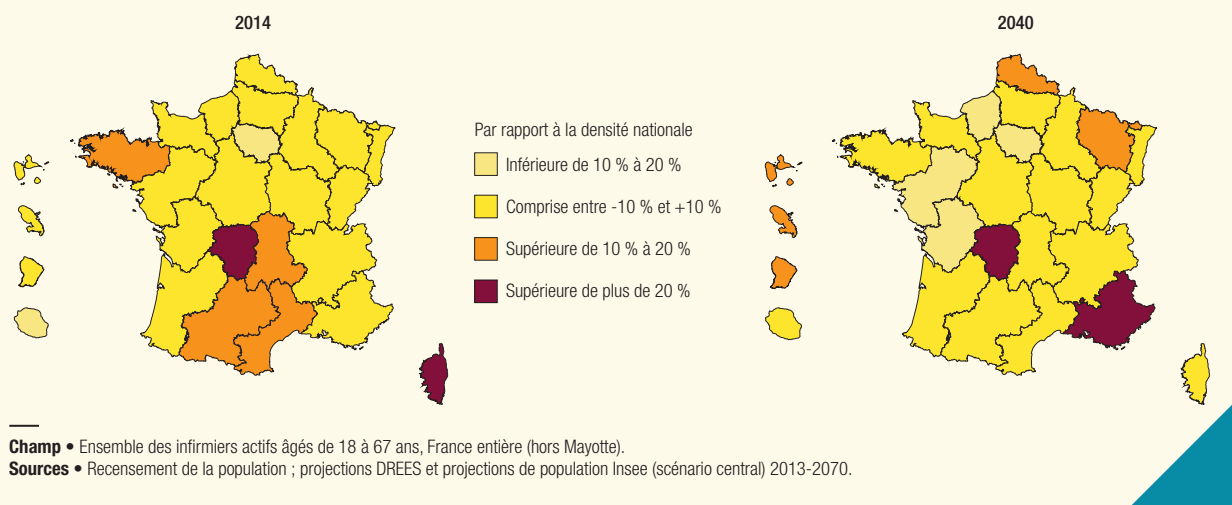 2014
2040
Par rapport à la densité nationale
Inférieure de 10 % à 20 %
Comprise entre -10 % et +10 %
Supérieure de 10 % à 20 %
Supérieure de plus de 20 %
Champ • Ensemble des infirmiers actifs âgés de 18 à 67 ans, France entière (hors Mayotte).
Sources • Recensement de la population ; projections DREES et projections de population Insee (scénario central) 2013-2070.